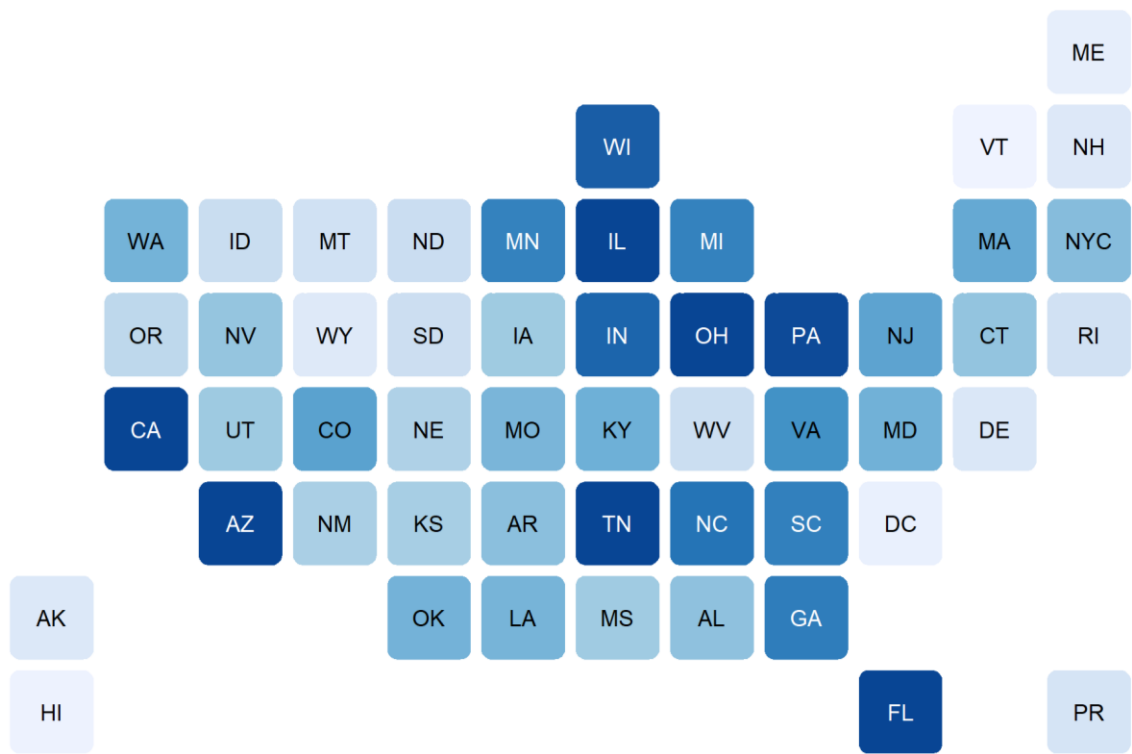 ME
WI VT NH
WA ID MT ND MN IL MI MA NYC
OR NV WY SD IA IN OH PA NJ CT RI
CA UT CO NE MO KY WV VA MD DE
AZ NM KS AR TN NC SC DC
AK OK LA MS AL GA
HI FL PR